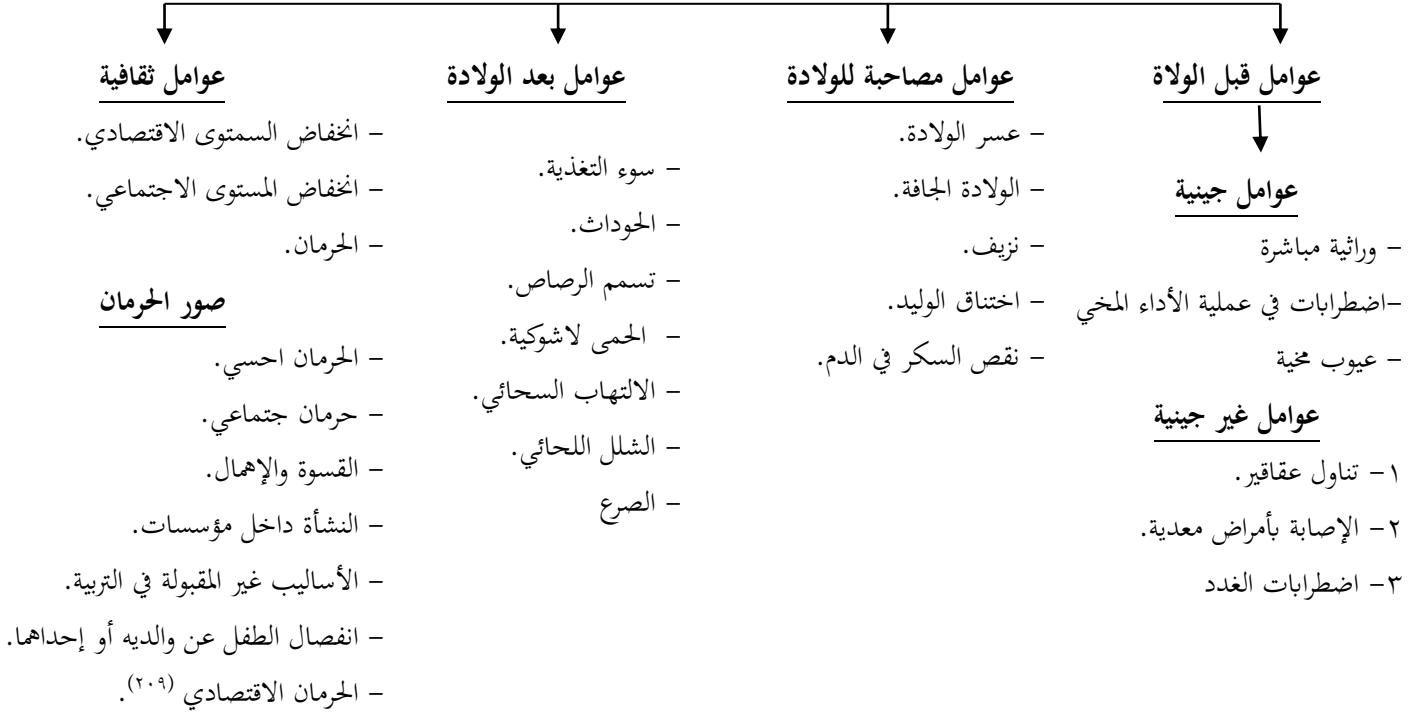 عوامل قبل الولاة
عوامل جينية
– وراثية مباشرة
–اضطرابات في عملية الأداء المخي
– عيوب مخية
عوامل غير جينية
١– تناول عقاقير.
٢– الإصابة بأمراض معدية.
٣– اضطرابات الغدد
عوامل مصاحبة للولادة
– عسر الولادة.
– الولادة الجافة.
– نزيف.
– اختناق الوليد.
– نقص السكر في الدم.
عوامل بعد الولادة
– سوء التغذية.
– الحوداث.
– تسمم الرصاص.
– الحمى لاشوكية.
– الالتهاب السحائي.
– الشلل اللحائي.
– الصرع
عوامل ثقافية
– انخفاض السمتوى الاقتصادي.
– انخفاض المستوى الاجتماعي.
– الحرمان.
صور الحرمان
– الحرمان احسي.
– حرمان جتماعي.
– القسوة والإهمال.
– النشأة داخل مؤسسات.
– الأساليب غير المقبولة في التربية.
– انفصال الطفل عن والديه أو إحداهما.
– الحرمان الاقتصادي (٢٠٩).